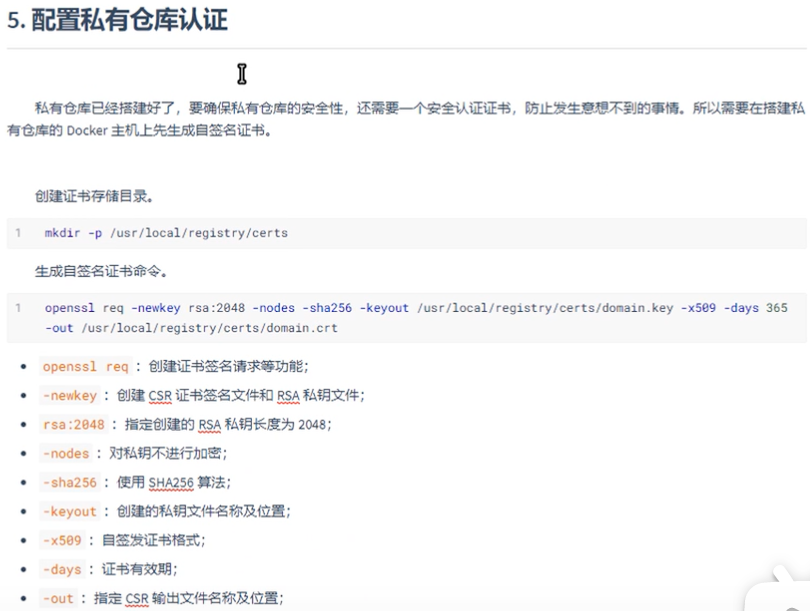 5. 配置私有仓库认证
私有仓库已经搭建好了，要确保私有仓库的安全性，还需要一个安全认证证书，防止发生意想不到的事情。所以需要在搭建私
有仓库的 Docker 主机上先生成自签名证书。
创建证书存储目录。
1 mkdir -p /usr/local/registry/certs
生成自签名证书命令。
1 openssl req -newkey rsa:2048 -nodes -sha256 -keyout /usr/local/registry/certs/domain.key -x509 -days 365
-out /usr/local/registry/certs/domain.crt
• openssl req ：创建证书签名请求等功能；
• -newkey ：创建 CSR 证书签名文件和 RSA 私钥文件；
• rsa:2048 ：指定创建的 RSA 私钥长度为 2048；
• -nodes ：对私钥不进行加密；
• -sha256 ：使用 SHA256 算法；
• -keyout ：创建的私钥文件名称及位置；
• -x509 ：自签发证书格式；
• -days ：证书有效期；
• -out ：指定 CSR 输出文件名称及位置；